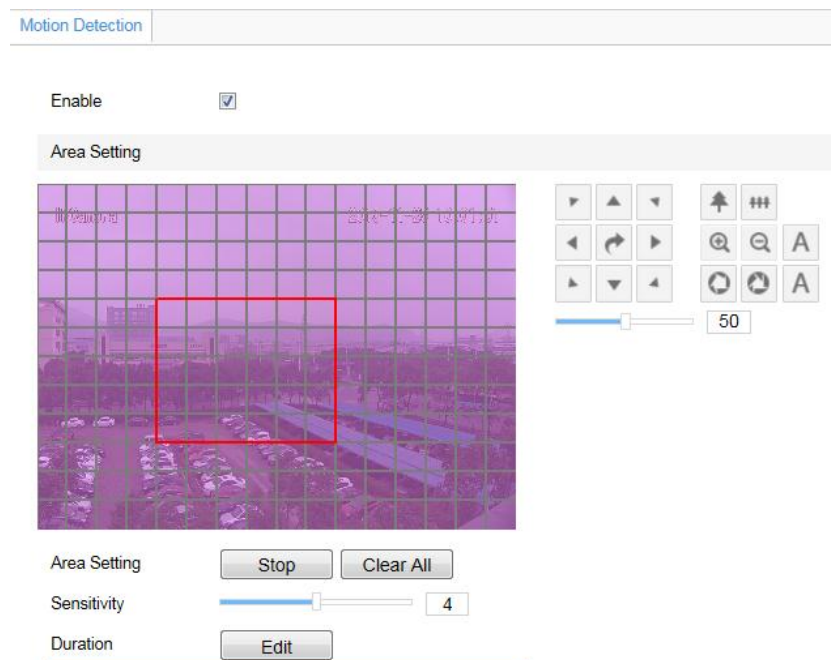 Motion Detection
Enable
Area Setting
A
A
50
Area Setting
Stop
Clear All
Sensitivity
4
Duration
Edit